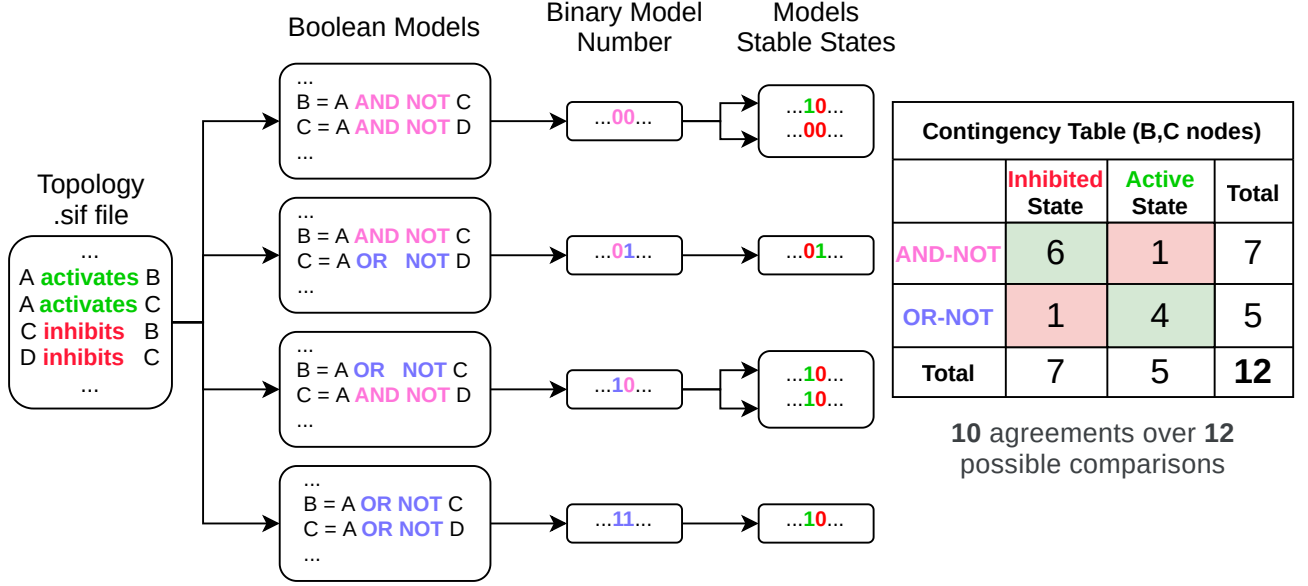 Boolean Models
Binary Model
Number
Models
Stable States
Topology
.sif file
...
A activates B
A activates C
C inhibits B
D inhibits C
...
...
B = A AND NOT C
C = A AND NOT D
...
...00...
...10...
...00...
...
B = A AND NOT C
C = A OR NOT D
...
...01...
...01...
...
B = A OR NOT C
C = A AND NOT D
...
...10...
...10...
...10...
...
B = A OR NOT C
C = A OR NOT D
...
...11...
...10...
Contingency Table (B,C nodes)
Inhibited State Active State Total
AND-NOT 6 1 7
OR-NOT 1 4 5
Total 7 5 12
10 agreements over 12
possible comparisons